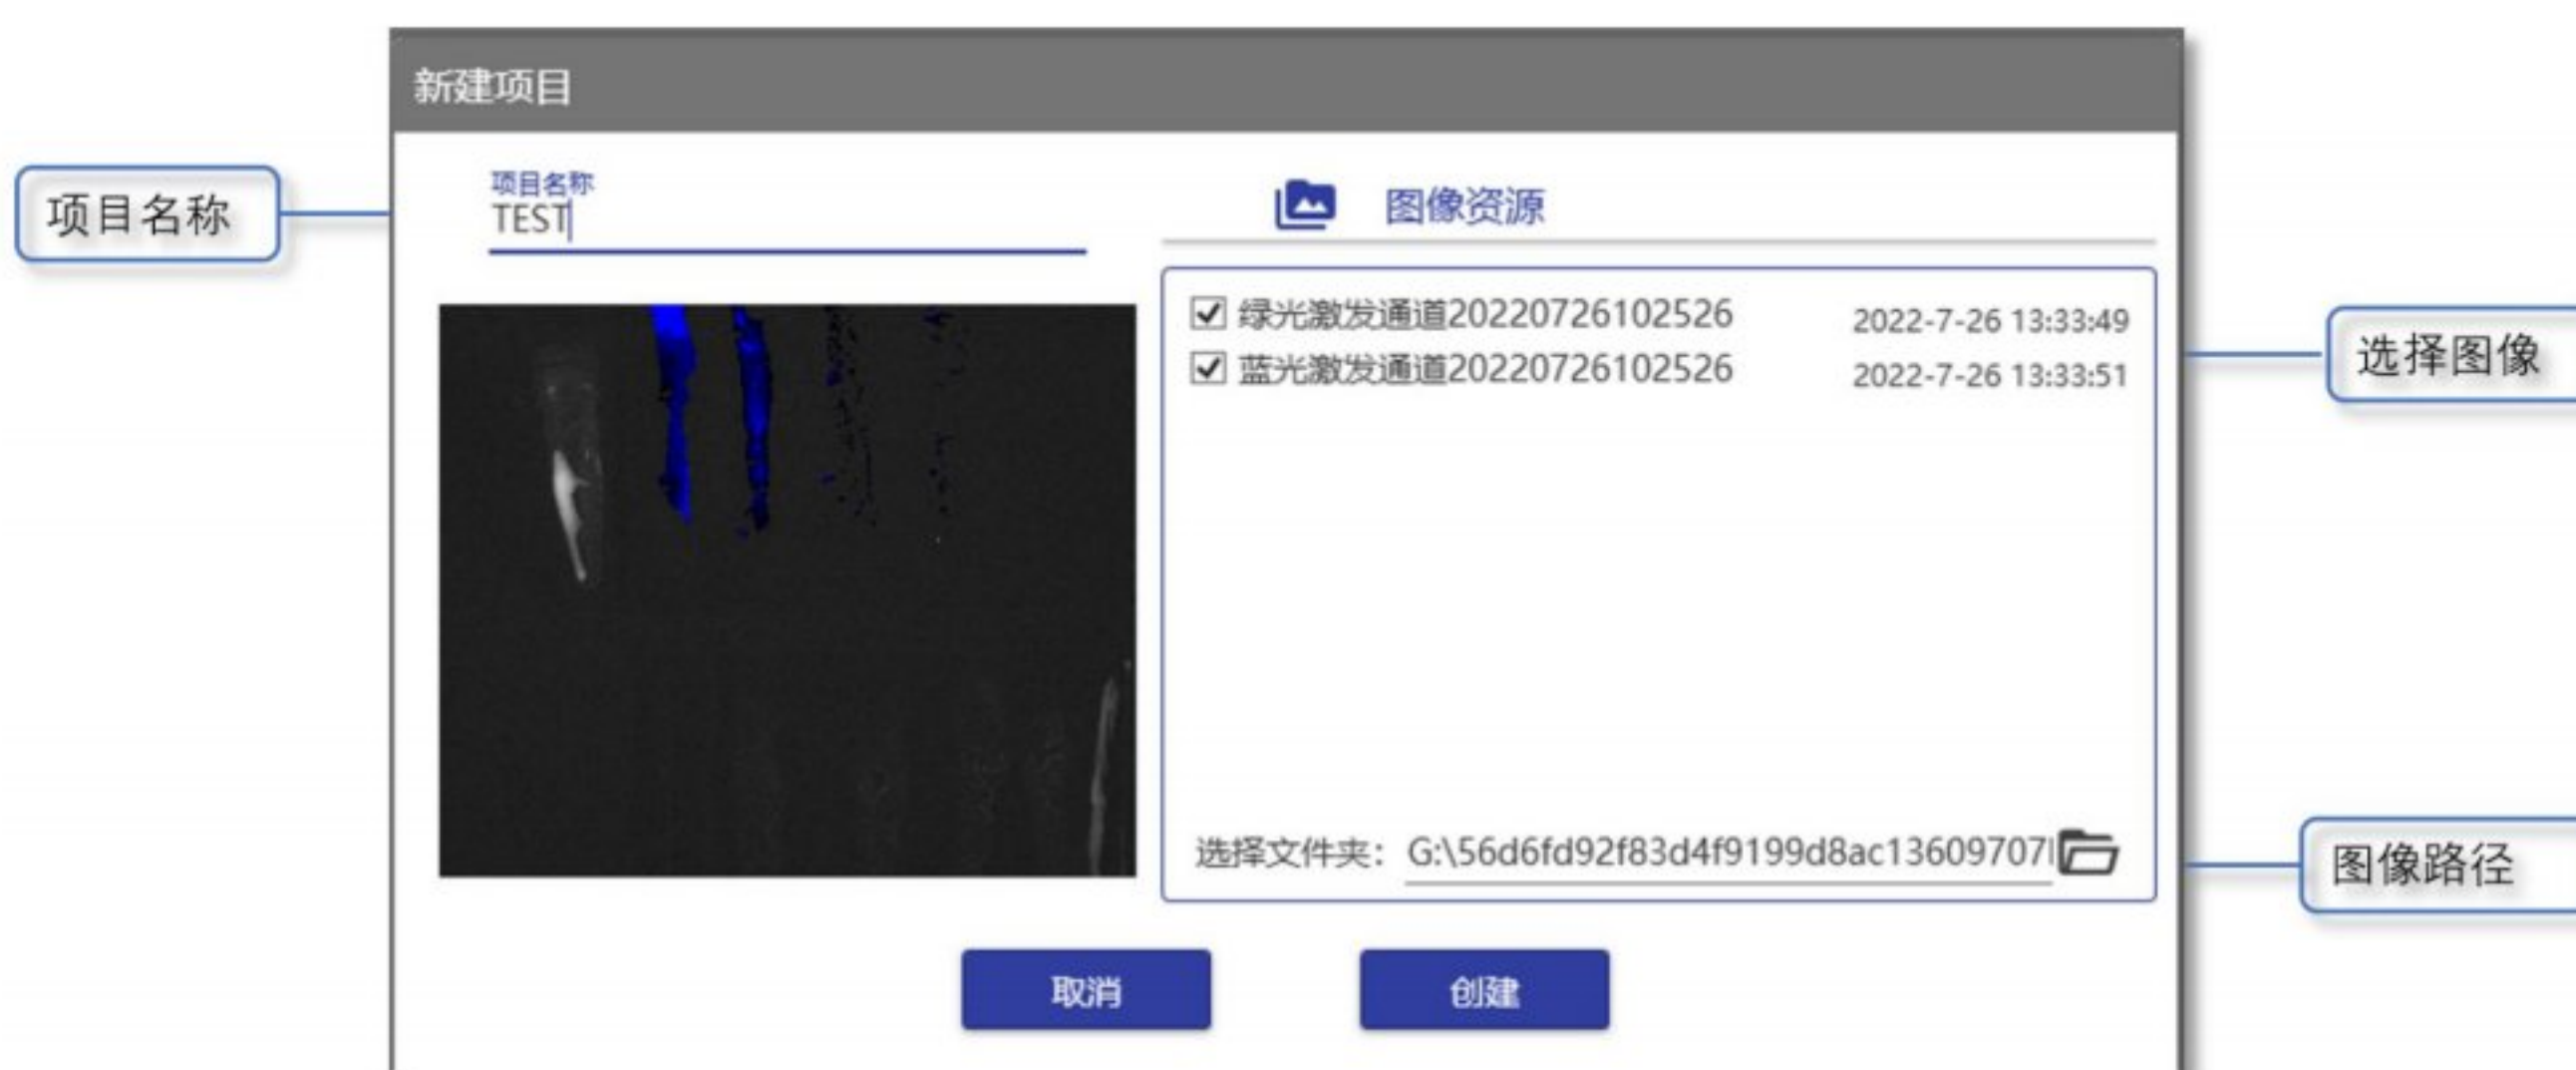 新建项目
项目名称
项目名称
TEST
图像资源
绿光激发通道20220726102526 2022-7-26 13:33:49
蓝光激发通道20220726102526 2022-7-26 13:33:51
选择图像
选择文件夹： G:\56d6fd92f83d4f9199d8ac13609707
图像路径
取消 创建